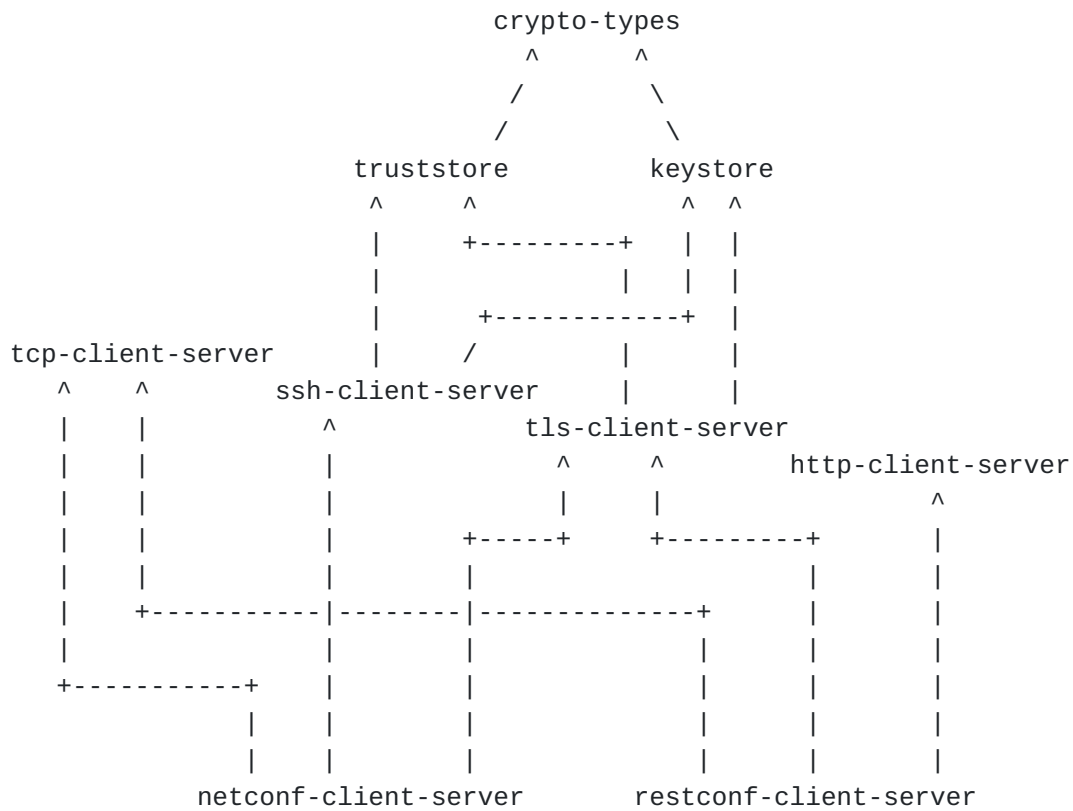 crypto-types
^ ^
/ \
/ \
truststore keystore
^ ^ ^ ^
| +---------+ | |
| | | |
| +------------+ |
tcp-client-server | / | |
^ ^ ssh-client-server | |
| | ^ tls-client-server
| | | ^ ^ http-client-server
| | | | | ^
| | | +-----+ +---------+ |
| | | | | |
| +-----------|--------|--------------+ | |
| | | | | |
+-----------+ | | | | |
| | | | | |
| | | | | |
netconf-client-server restconf-client-server